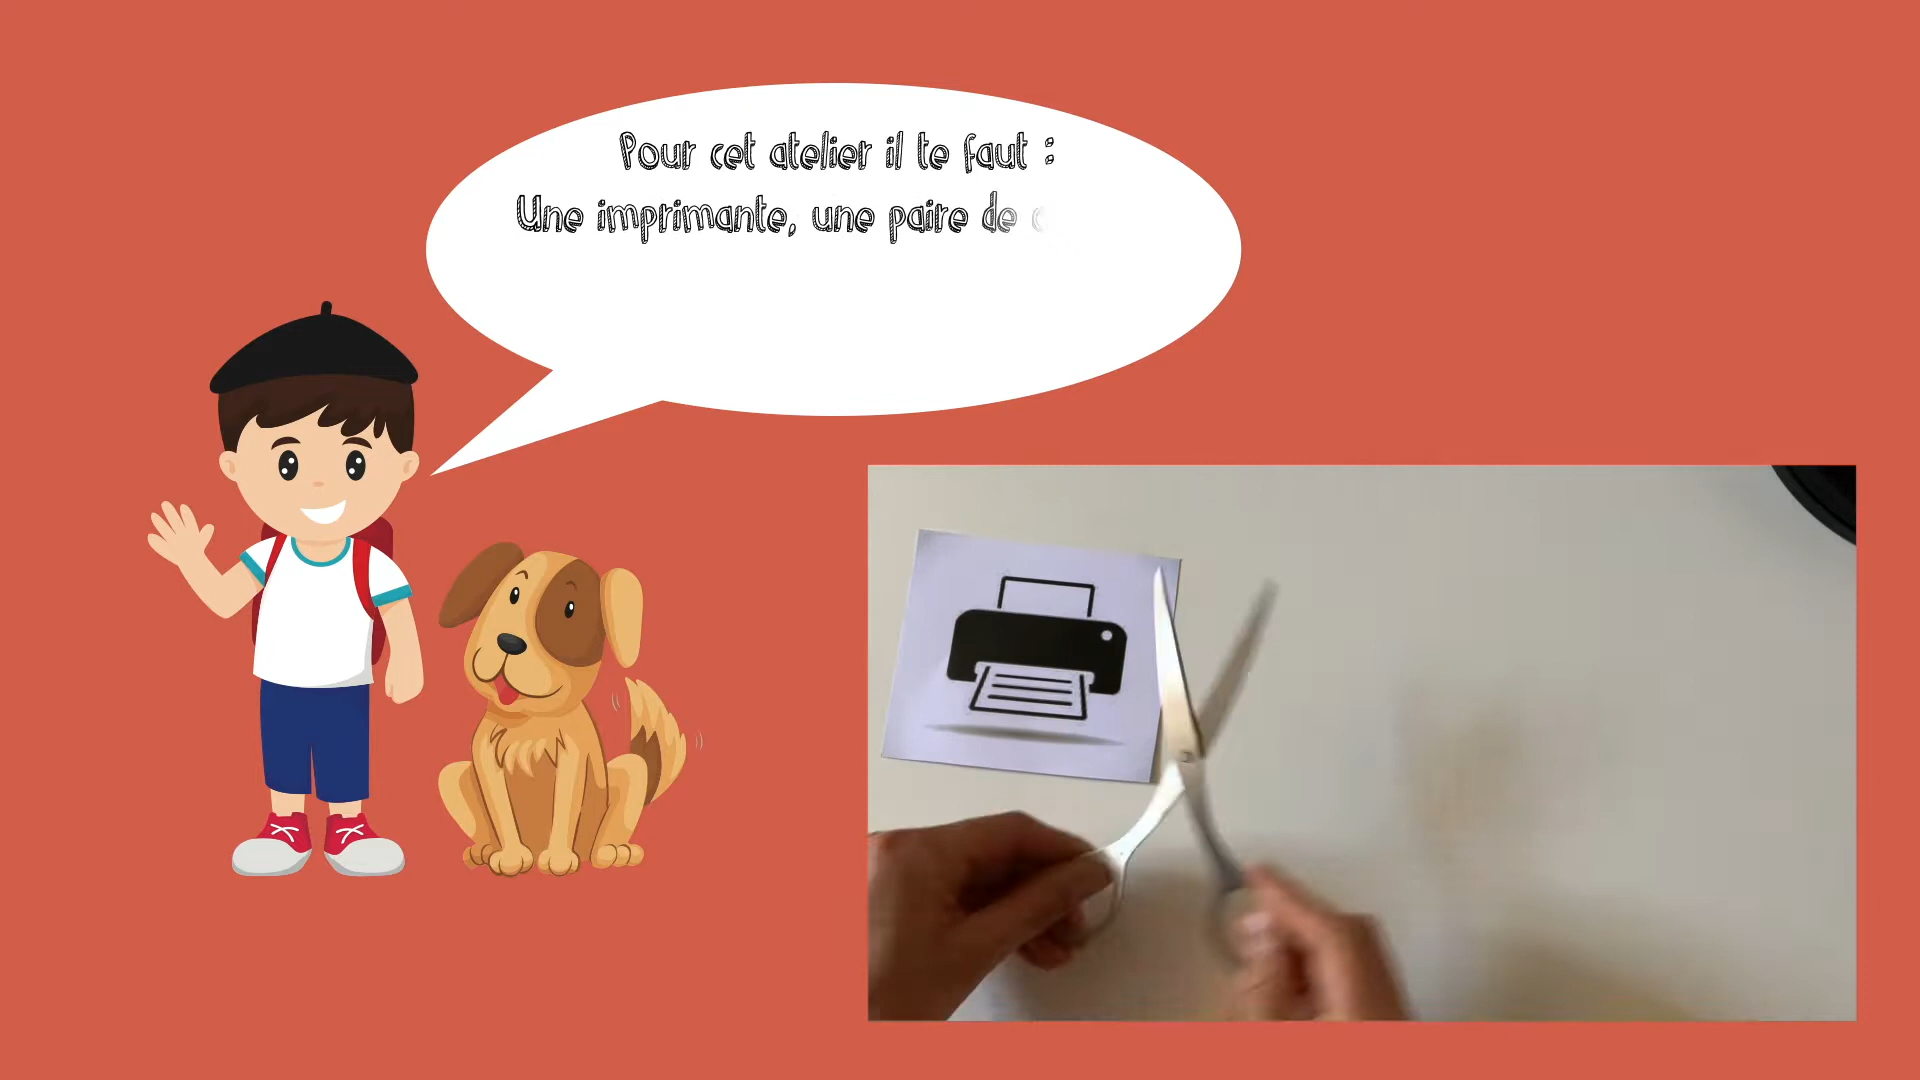 Pour cet atelier il te faut :
Une imprimante, une paire de